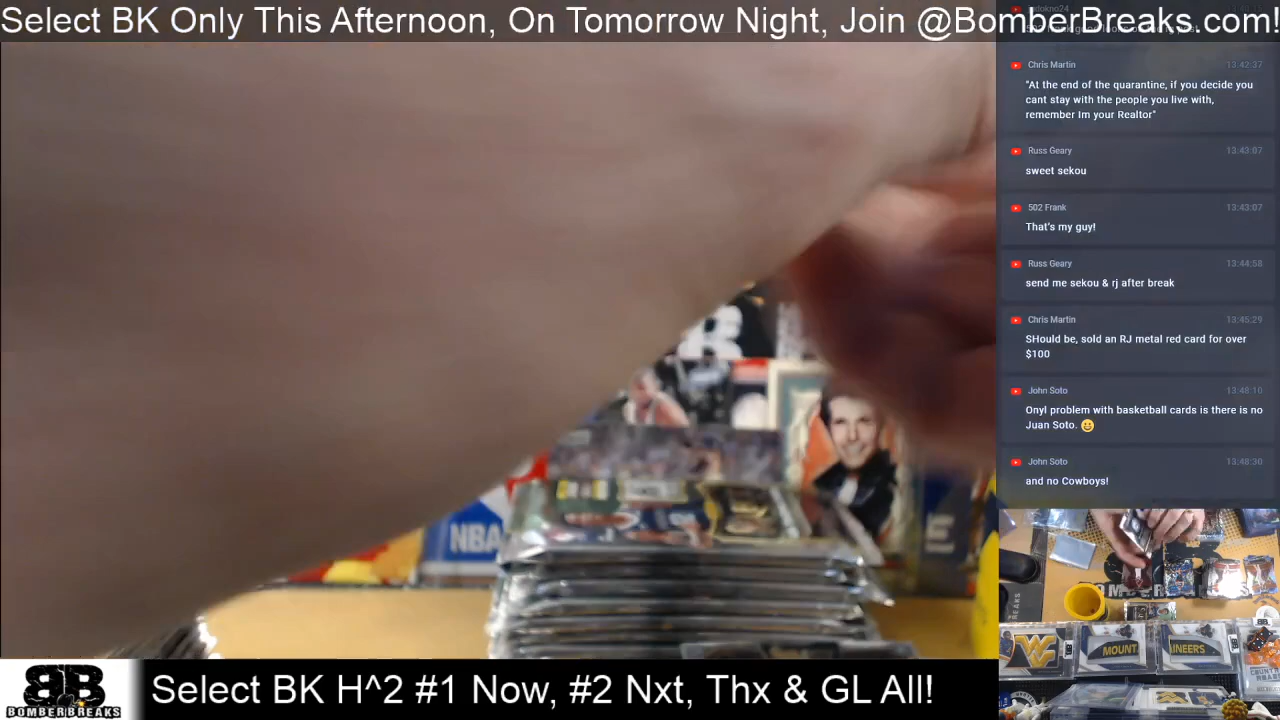 Select BK Only This Afternoon, On Tomorrow Night, Join @BomberBreaks.com!
Chris Martin 13:42:37
"At the end of the quarantine, if you decide you
cant stay with the people you live with,
remember Im your Realtor"
Russ Geary 13:43:07
sweet sekou
502 Frank 13:43:07
That's my guy!
Russ Geary 13:44:58
send me sekou & rj after break
Chris Martin 13:45:29
SHould be, sold an RJ metal red card for over
$100
John Soto 13:48:10
Onyl problem with basketball cards is there is no
Juan Soto.
John Soto 13:48:30
and no Cowboys!
NBA
MOUNT
INEERS
BB
BOMBERBREAKS
Select BK H^2 #1 Now, #2 Nxt, Thx & GL All!